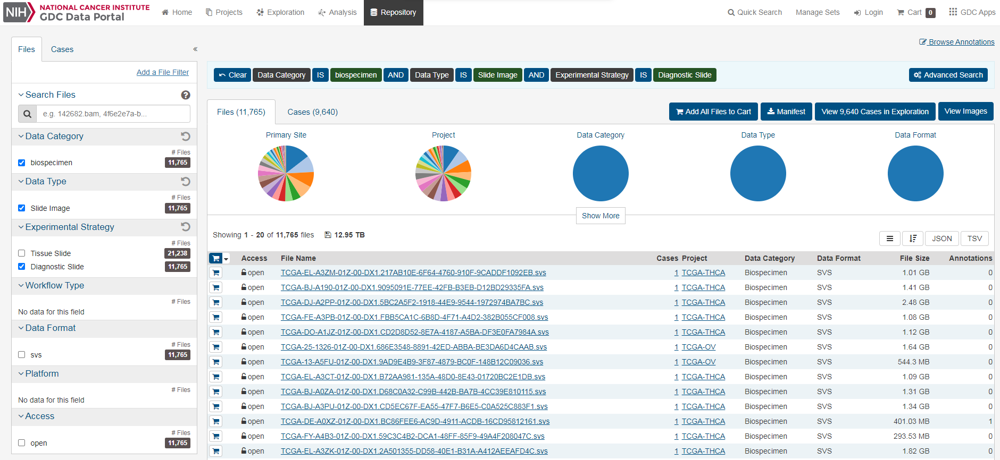 NIH NATIONAL CANCER INSTITUTE
GDC Data Portal
Home Projects Exploration Analysis Repository Quick Search Manage Sets Login Cart 0 GDC Apps
Browse Annotations
Files Cases «
Add a File Filter
Search Files ?
e.g. 142682.bam, 4f6e2e7a-b...
Data Category
# Files
biospecimen 11,765
Data Type
# Files
Slide Image 11,765
Experimental Strategy
# Files
Tissue Slide 21,238
Diagnostic Slide 11,765
Workflow Type
# Files
No data for this field
Data Format
# Files
svs 11,765
Platform
# Files
No data for this field
Access
# Files
open 11,765
Clear Data Category IS biospecimen AND Data Type IS Slide Image AND Experimental Strategy IS Diagnostic Slide Advanced Search
Files (11,765) Cases (9,640) Add All Files to Cart Manifest View 9,640 Cases in Exploration View Images
Primary Site Project Data Category Data Type Data Format
Show More
Showing 1 - 20 of 11,765 files 12.95 TB
JSON TSV
Access File Name Cases Project Data Category Data Format File Size Annotations
open TCGA-EL-A3ZM-01Z-00-DX1.217AB10E-6F64-4760-910F-9CADDF1092EB.svs 1 TCGA-THCA Biospecimen SVS 1.01 GB 0
open TCGA-BJ-A190-01Z-00-DX1.9095091E-77EE-42FB-B3EB-D12BD29335FA.svs 1 TCGA-THCA Biospecimen SVS 1.41 GB 0
open TCGA-DJ-A2PP-01Z-00-DX1.5BC2A5F2-1918-44E9-9544-1972974BA7BC.svs 1 TCGA-THCA Biospecimen SVS 2.48 GB 0
open TCGA-FE-A3PB-01Z-00-DX1.FBB5CA1C-6B8D-4F71-A4D2-382B055CF008.svs 1 TCGA-THCA Biospecimen SVS 1.08 GB 0
open TCGA-DO-A1JZ-01Z-00-DX1.CD2D8D52-8E7A-4187-A5BA-DF3E0FA7984A.svs 1 TCGA-THCA Biospecimen SVS 1.12 GB 0
open TCGA-25-1326-01Z-00-DX1.686E3548-8891-42ED-ABBA-BE3DA6D4CAAB.svs 1 TCGA-OV Biospecimen SVS 1.64 GB 0
open TCGA-13-A5FU-01Z-00-DX1.9AD9E4B9-3F87-4879-BC0F-148B12C09036.svs 1 TCGA-OV Biospecimen SVS 544.3 MB 0
open TCGA-EL-A3CT-01Z-00-DX1.B72AA981-135A-48D0-8E43-01720BC2E1DB.svs 1 TCGA-THCA Biospecimen SVS 1.09 GB 0
open TCGA-BJ-A0ZA-01Z-00-DX1.D68C0A32-C99B-442B-BA7B-4CC39E810115.svs 1 TCGA-THCA Biospecimen SVS 1.31 GB 0
open TCGA-BJ-A3PU-01Z-00-DX1.CD5EC67F-EA55-47F7-B6E5-C0A525C883F1.svs 1 TCGA-THCA Biospecimen SVS 1.34 GB 0
open TCGA-DE-A0XZ-01Z-00-DX1.BC86FEE6-AC9D-4911-ACDB-16CD95812161.svs 1 TCGA-THCA Biospecimen SVS 401.03 MB 1
open TCGA-FY-A4B3-01Z-00-DX1.59C3C4B2-DCA1-48FF-85F9-49A4F208047C.svs 1 TCGA-THCA Biospecimen SVS 293.53 MB 0
open TCGA-EL-A3ZK-01Z-00-DX1.2A501355-DD58-40E1-B31A-A412AEEAFD4C.svs 1 TCGA-THCA Biospecimen SVS 1.82 GB 0